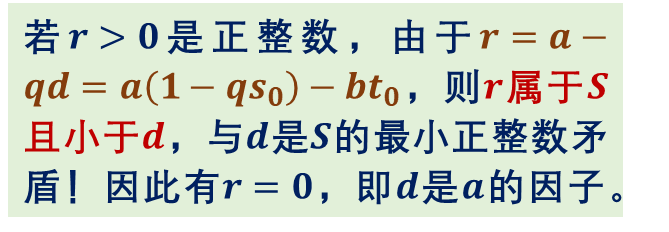 若r > 0是正整数，由于r = a −
qd = a(1 − qs₀) − bt₀，则r属于S
且小于d，与d是S的最小正整数矛
盾！因此有r = 0，即d是a的因子。